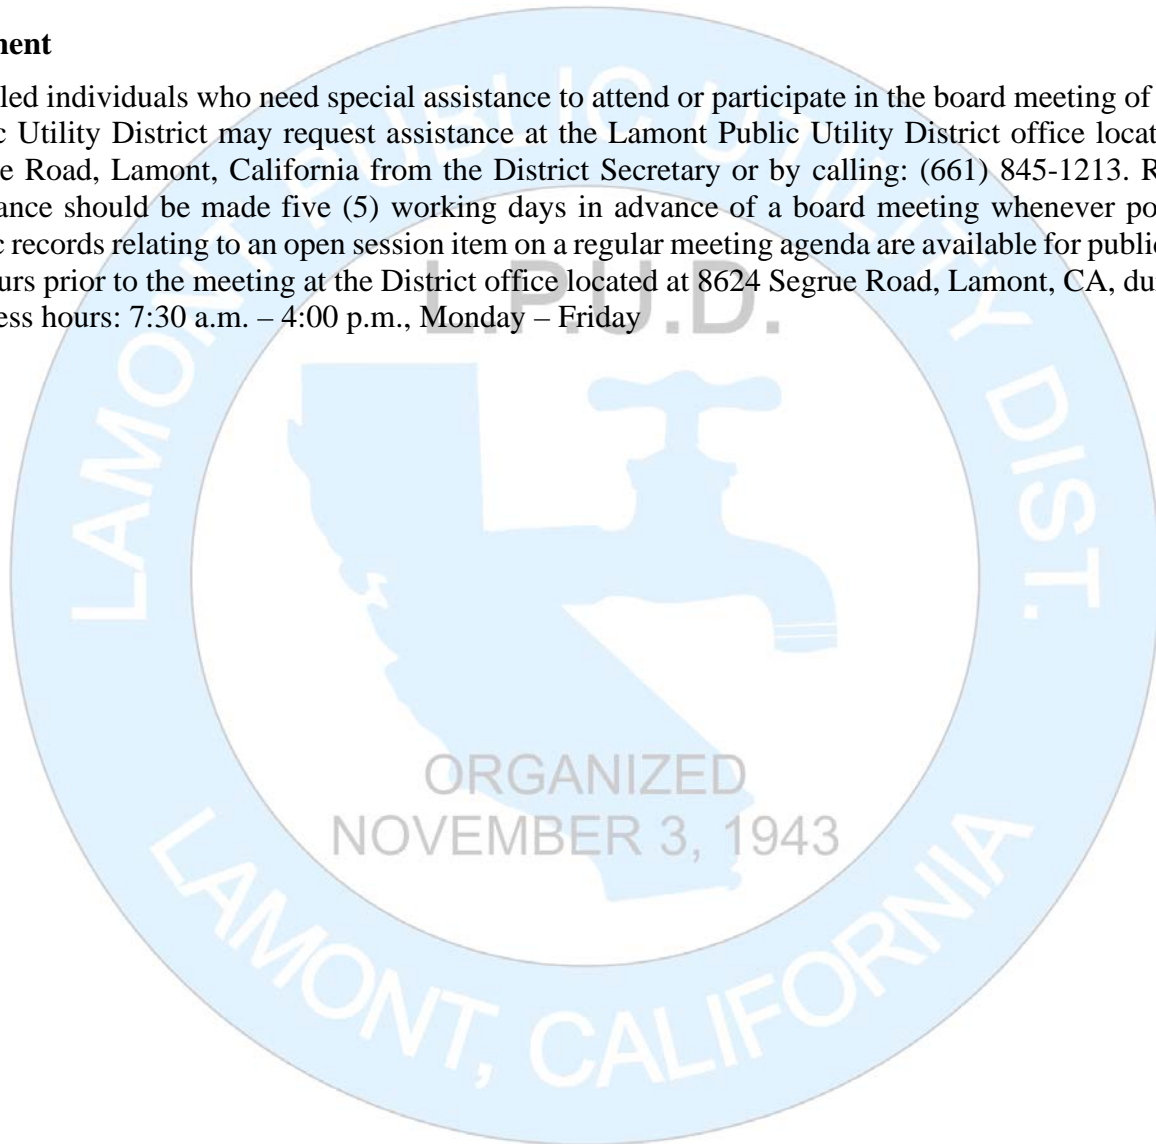 ment
led individuals who need special assistance to attend or participate in the board meeting of
c Utility District may request assistance at the Lamont Public Utility District office locat
e Road, Lamont, California from the District Secretary or by calling: (661) 845-1213. R
ance should be made five (5) working days in advance of a board meeting whenever po
c records relating to an open session item on a regular meeting agenda are available for public
urs prior to the meeting at the District office located at 8624 Segrue Road, Lamont, CA, du
ess hours: 7:30 a.m. – 4:00 p.m., Monday – Friday
LAMONT PUBLIC UTILITY DIST.
L.P.U.D.
ORGANIZED
NOVEMBER 3, 1943
LAMONT, CALIFORNIA